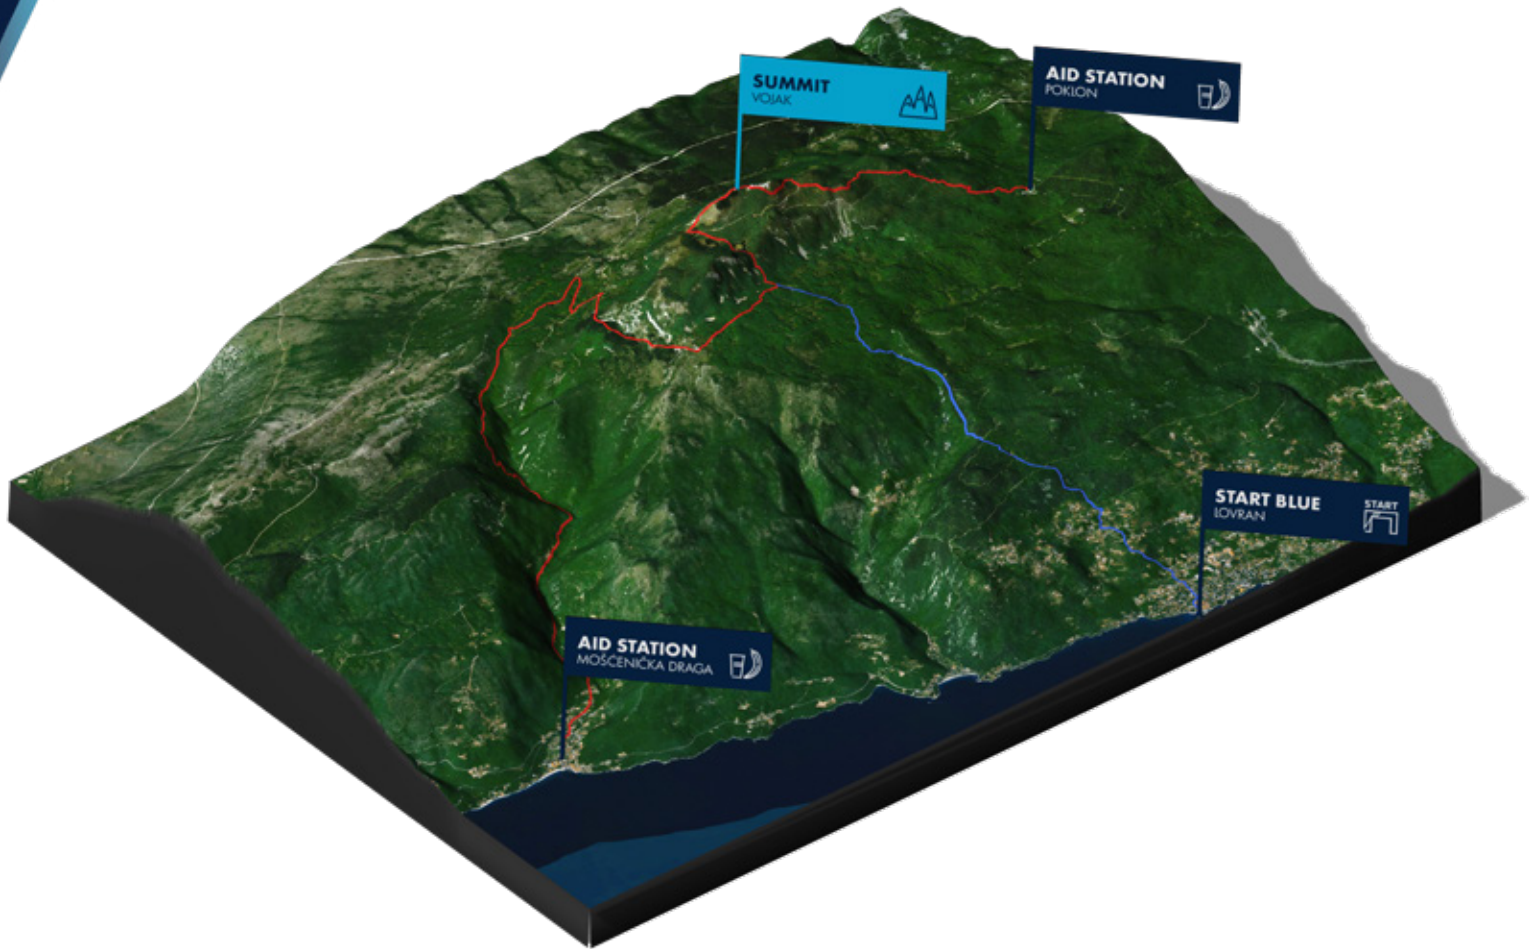 SUMMIT
VOJAK
AID STATION
POKLON
START BLUE
LOVRAN
START
AID STATION
MOŠĆENIČKA DRAGA